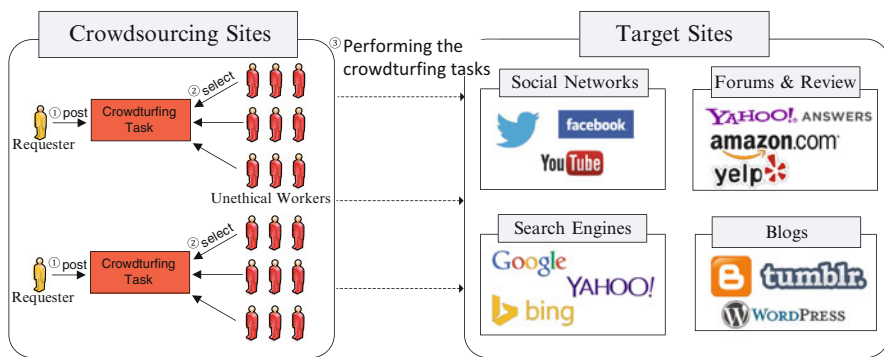 Crowdsourcing Sites
① post
Requester
Crowdturfing
Task
② select
Unethical Workers
① post
Requester
Crowdturfing
Task
② select
③ Performing the
crowdturfing tasks
Target Sites
Social Networks
facebook
You Tube
Forums & Review
YAHOO! ANSWERS
amazon.com
yelp
Search Engines
Google
YAHOO!
bing
Blogs
B
tumblr.
W WORDPRESS